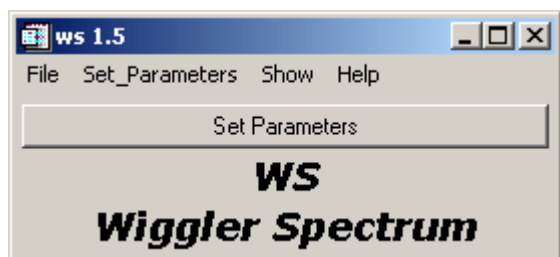 ws 1.5
File Set_Parameters Show Help
Set Parameters
WS
Wiggler Spectrum